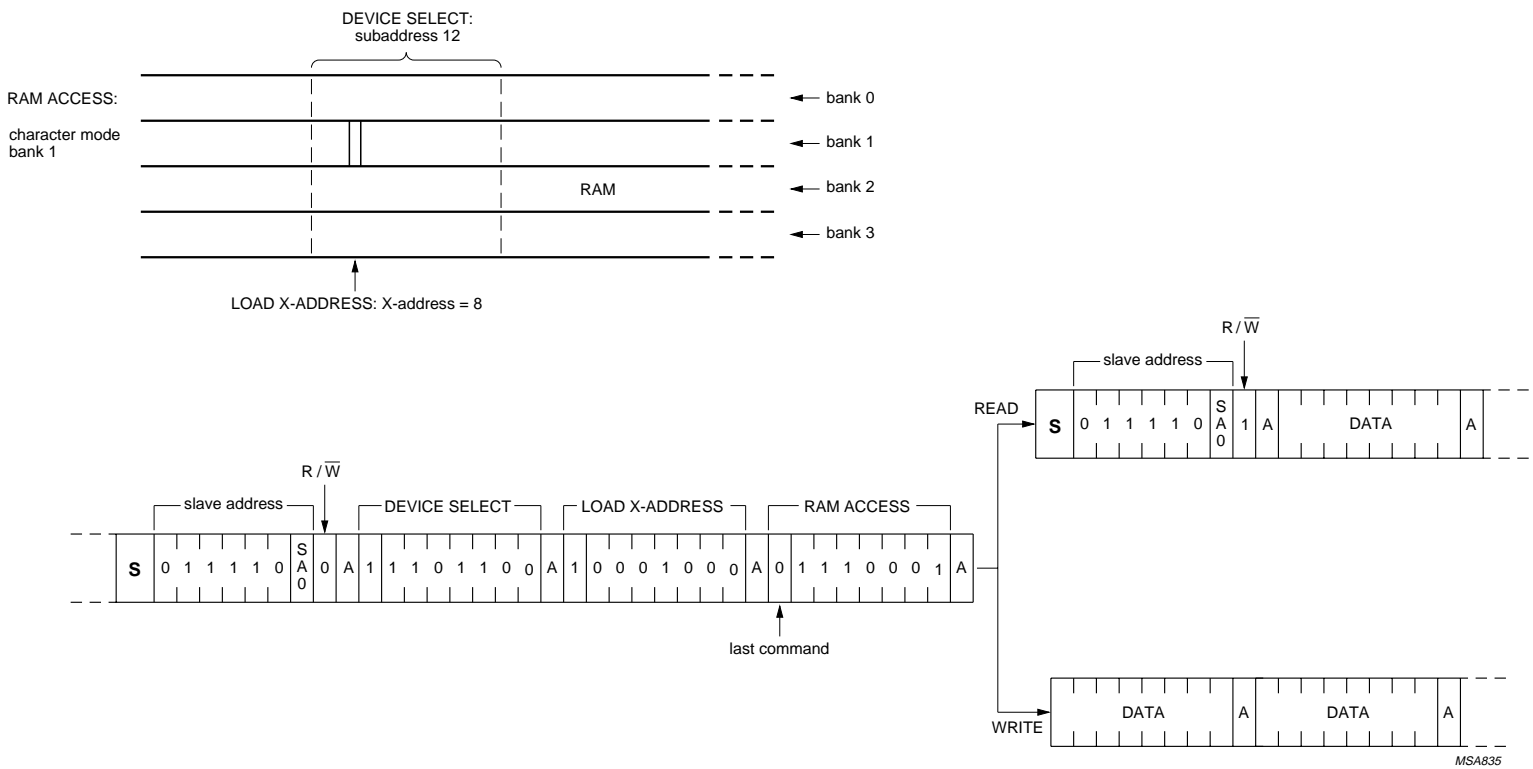 DEVICE SELECT:
subaddress 12
RAM ACCESS:
bank 0
character mode
bank 1
bank 1
RAM
bank 2
bank 3
LOAD X-ADDRESS: X-address = 8
R / W
slave address
READ
S 0 1 1 1 1 0 SA0 1 A DATA A
R / W
slave address DEVICE SELECT LOAD X-ADDRESS RAM ACCESS
S 0 1 1 1 1 0 SA0 0 A 1 1 1 0 1 1 0 0 A 1 0 0 0 1 0 0 0 A 0 1 1 1 0 0 0 1 A
last command
WRITE
DATA A DATA A
MSA835